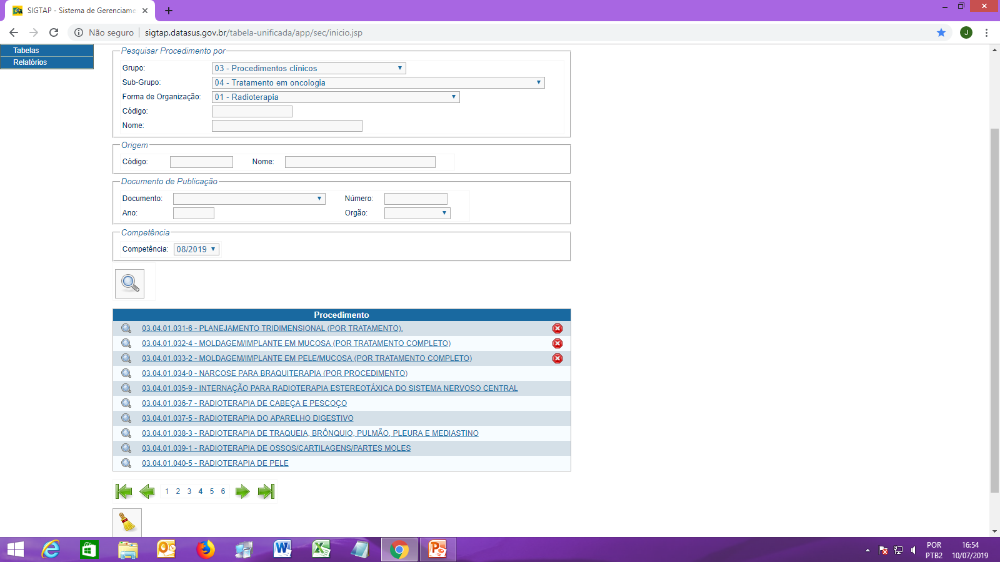 SIGTAP - Sistema de Gerenciame
Não seguro
sigtap.datasus.gov.br/tabela-unificada/app/sec/inicio.jsp
J
Tabelas
Relatórios
Pesquisar Procedimento por
Grupo: 03 - Procedimentos clínicos
Sub-Grupo: 04 - Tratamento em oncologia
Forma de Organização: 01 - Radioterapia
Código:
Nome:
Origem
Código: Nome:
Documento de Publicação
Documento: Número:
Ano: Orgão:
Competência
Competência: 08/2019
Procedimento
03.04.01.031-6 - PLANEJAMENTO TRIDIMENSIONAL (POR TRATAMENTO).
03.04.01.032-4 - MOLDAGEM/IMPLANTE EM MUCOSA (POR TRATAMENTO COMPLETO)
03.04.01.033-2 - MOLDAGEM/IMPLANTE EM PELE/MUCOSA (POR TRATAMENTO COMPLETO)
03.04.01.034-0 - NARCOSE PARA BRAQUITERAPIA (POR PROCEDIMENTO)
03.04.01.035-9 - INTERNAÇÃO PARA RADIOTERAPIA ESTEREOTÁXICA DO SISTEMA NERVOSO CENTRAL
03.04.01.036-7 - RADIOTERAPIA DE CABEÇA E PESCOÇO
03.04.01.037-5 - RADIOTERAPIA DO APARELHO DIGESTIVO
03.04.01.038-3 - RADIOTERAPIA DE TRAQUEIA, BRÔNQUIO, PULMÃO, PLEURA E MEDIASTINO
03.04.01.039-1 - RADIOTERAPIA DE OSSOS/CARTILAGENS/PARTES MOLES
03.04.01.040-5 - RADIOTERAPIA DE PELE
1 2 3 4 5 6
POR 16:54
PTB2 10/07/2019